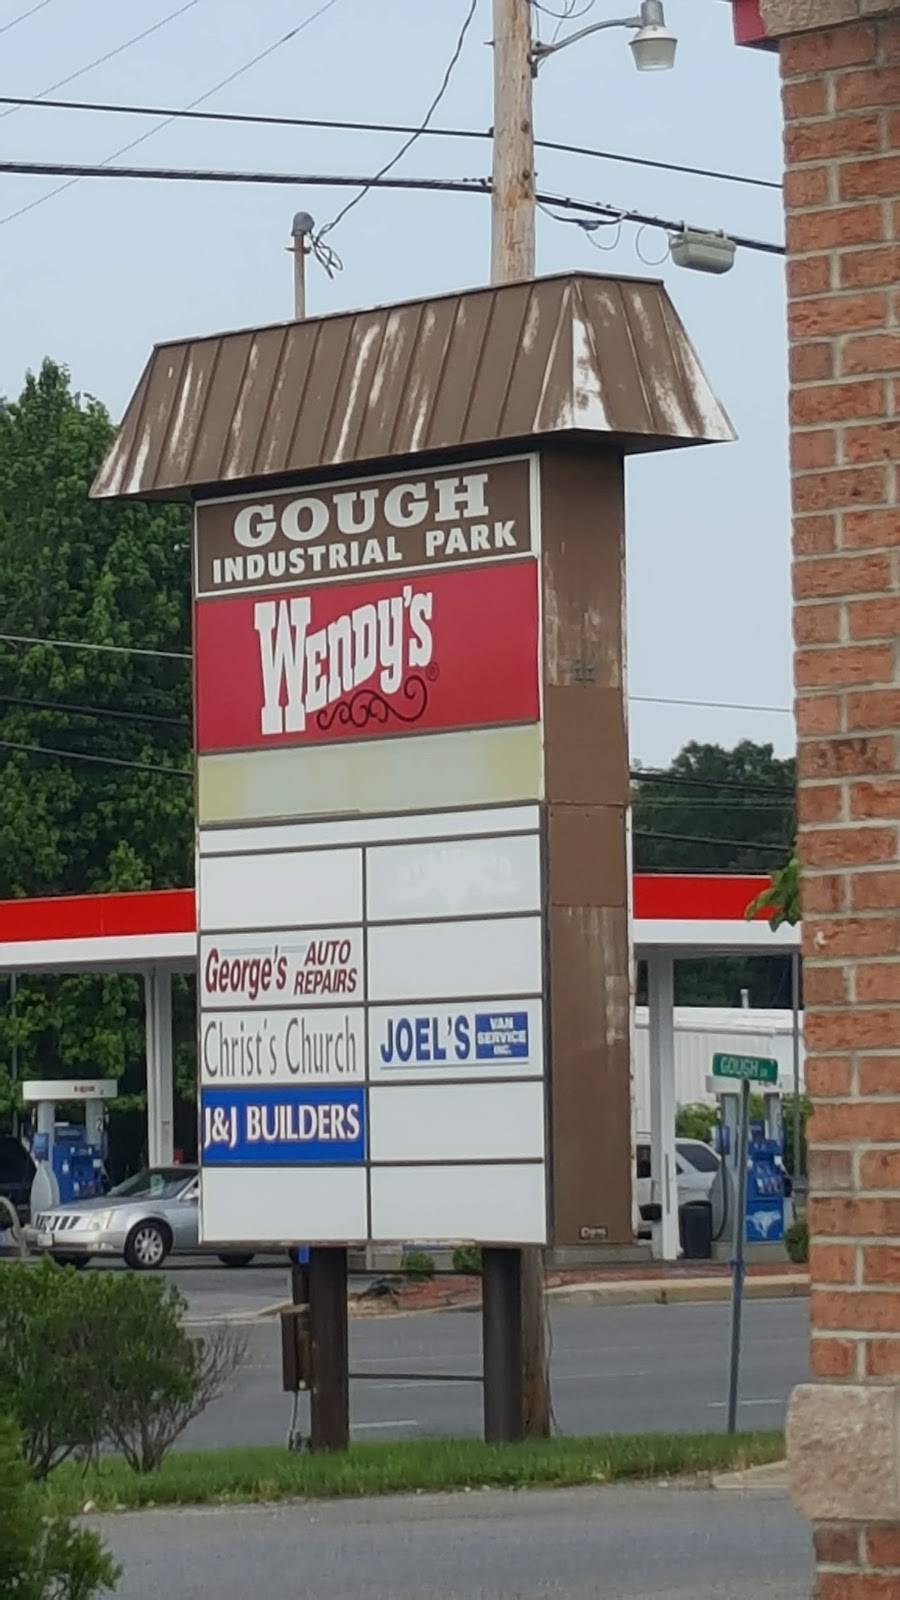 GOUGH
INDUSTRIAL PARK
WENDY'S
George's AUTO REPAIRS
Christ's Church
JOEL'S VAN SERVICE INC.
J&J BUILDERS
GOUGH